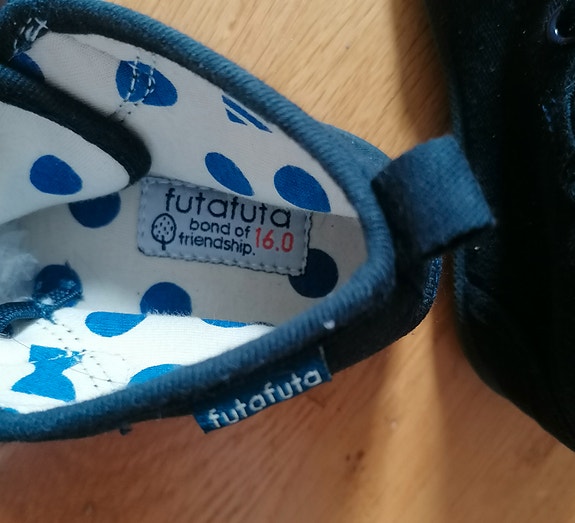 futafuta
bond of
friendship.
16.0
futafuta